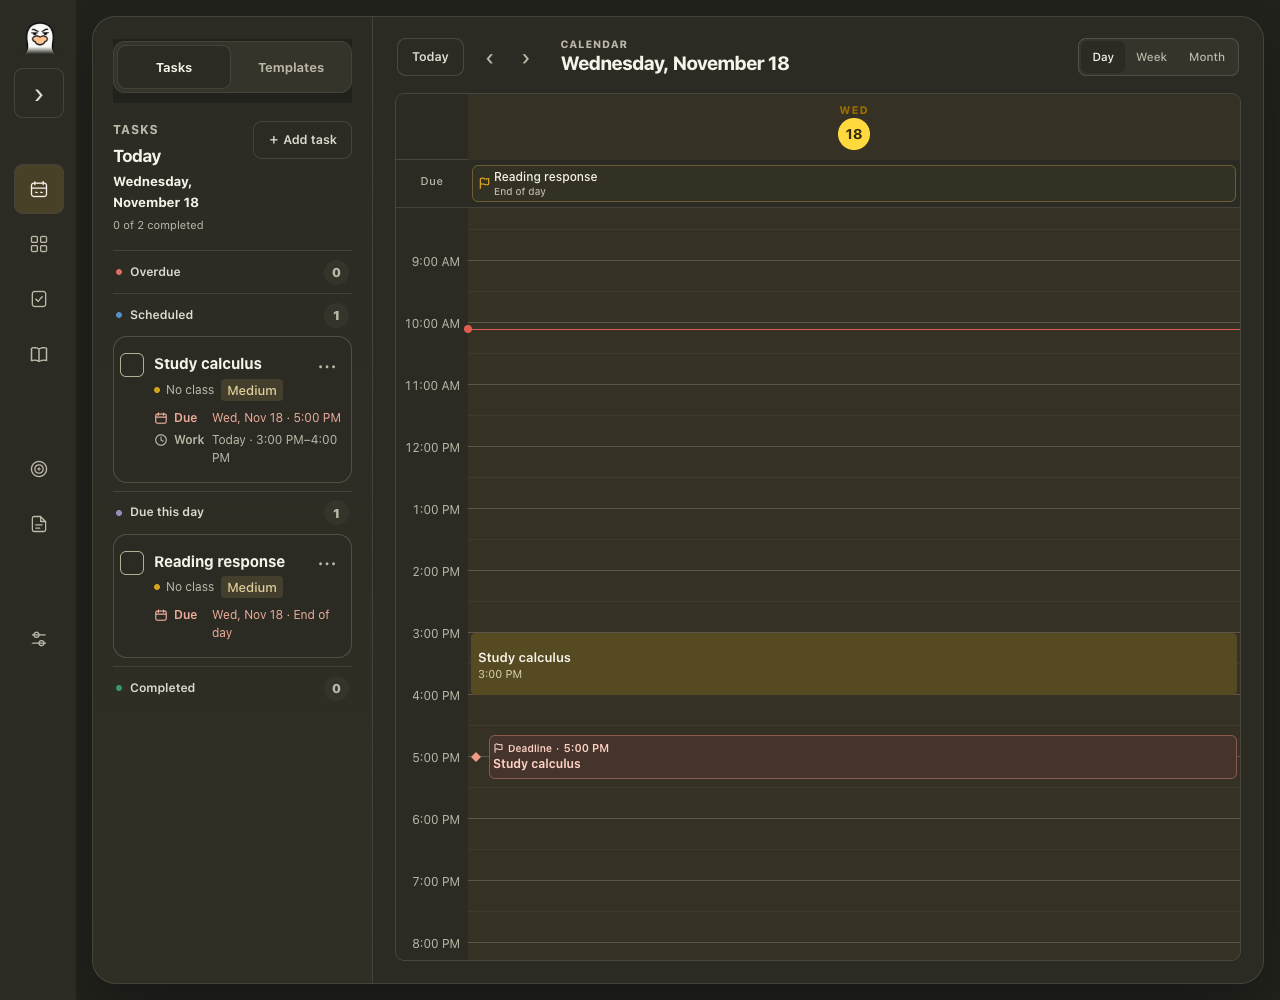 Tasks
Templates
TASKS
Today
Wednesday,
November 18
0 of 2 completed
+ Add task
Overdue
0
Scheduled
1
Study calculus
...
No class
Medium
Due
Wed, Nov 18 · 5:00 PM
Work
Today · 3:00 PM–4:00
PM
Due this day
1
Reading response
...
No class
Medium
Due
Wed, Nov 18 · End of
day
Completed
0
Today
CALENDAR
Wednesday, November 18
Day
Week
Month
WED
18
Due
Reading response
End of day
9:00 AM
10:00 AM
11:00 AM
12:00 PM
1:00 PM
2:00 PM
3:00 PM
Study calculus
3:00 PM
4:00 PM
Deadline · 5:00 PM
5:00 PM
Study calculus
6:00 PM
7:00 PM
8:00 PM